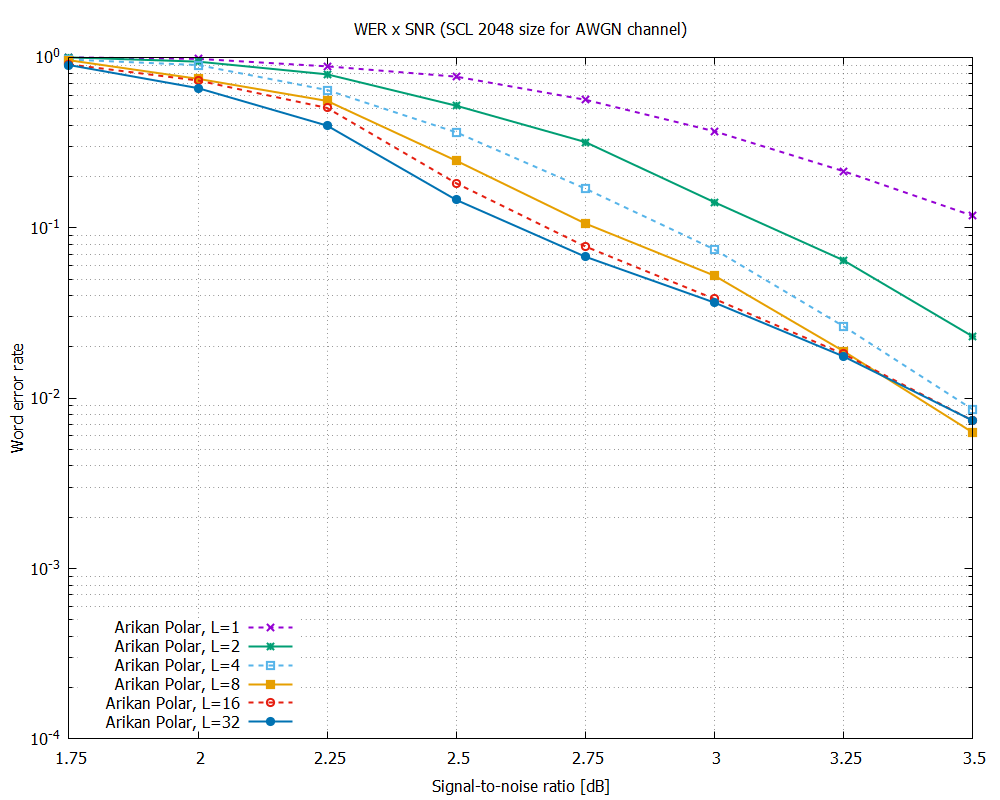 WER x SNR (SCL 2048 size for AWGN channel)
10^0
10^-1
10^-2
10^-3
10^-4
Word error rate
Arikan Polar, L=1
Arikan Polar, L=2
Arikan Polar, L=4
Arikan Polar, L=8
Arikan Polar, L=16
Arikan Polar, L=32
1.75 2 2.25 2.5 2.75 3 3.25 3.5
Signal-to-noise ratio [dB]